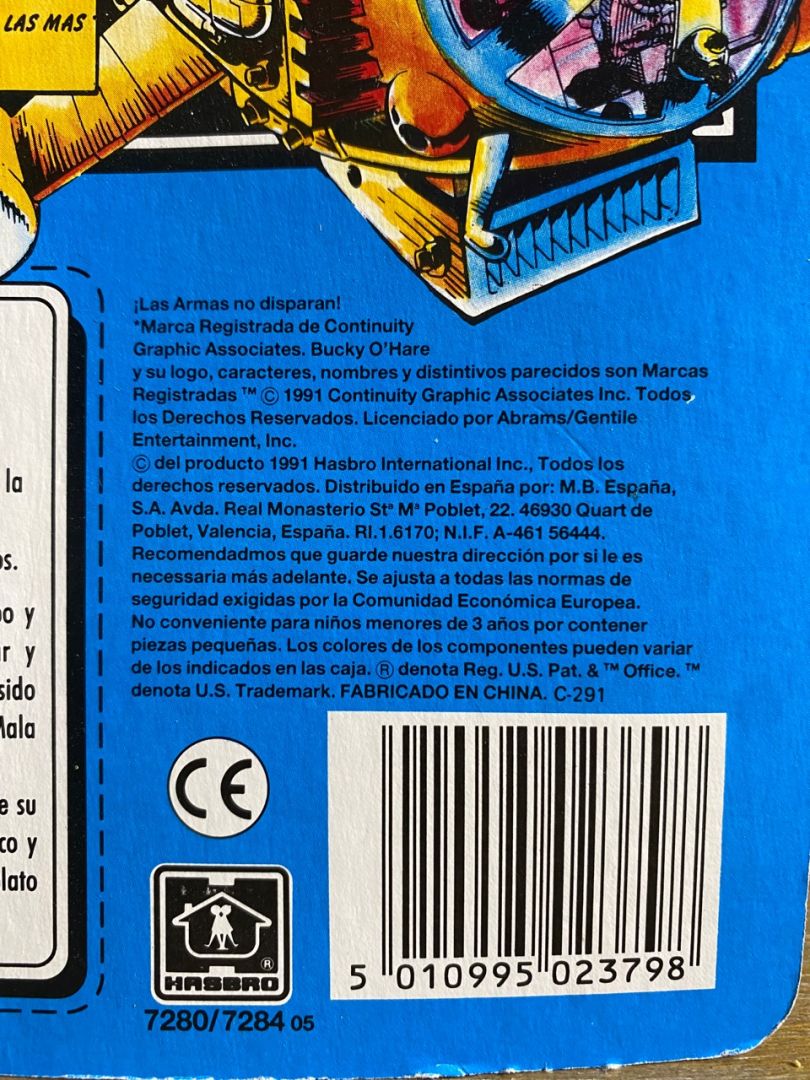 LAS MAS
¡Las Armas no disparan!
*Marca Registrada de Continuity
Graphic Associates. Bucky O'Hare
y su logo, caracteres, nombres y distintivos parecidos son Marcas
Registradas ™ © 1991 Continuity Graphic Associates Inc. Todos
los Derechos Reservados. Licenciado por Abrams/Gentile
Entertainment, Inc.
© del producto 1991 Hasbro International Inc., Todos los
derechos reservados. Distribuido en España por: M.B. España,
S.A. Avda. Real Monasterio Stª Mª Poblet, 22. 46930 Quart de
Poblet, Valencia, España. RI.1.6170; N.I.F. A-461 56444.
Recomendadmos que guarde nuestra dirección por si le es
necessaria más adelante. Se ajusta a todas las normas de
seguridad exigidas por la Comunidad Económica Europea.
No conveniente para niños menores de 3 años por contener
piezas pequeñas. Los colores de los componentes pueden variar
de los indicados en las caja. ® denota Reg. U.S. Pat. & ™ Office. ™
denota U.S. Trademark. FABRICADO EN CHINA. C-291
la
os.
y
r y
sido
Mala
e su
co y
lato
CE
®
HASBRO
7280/7284 05
5 010995 023798